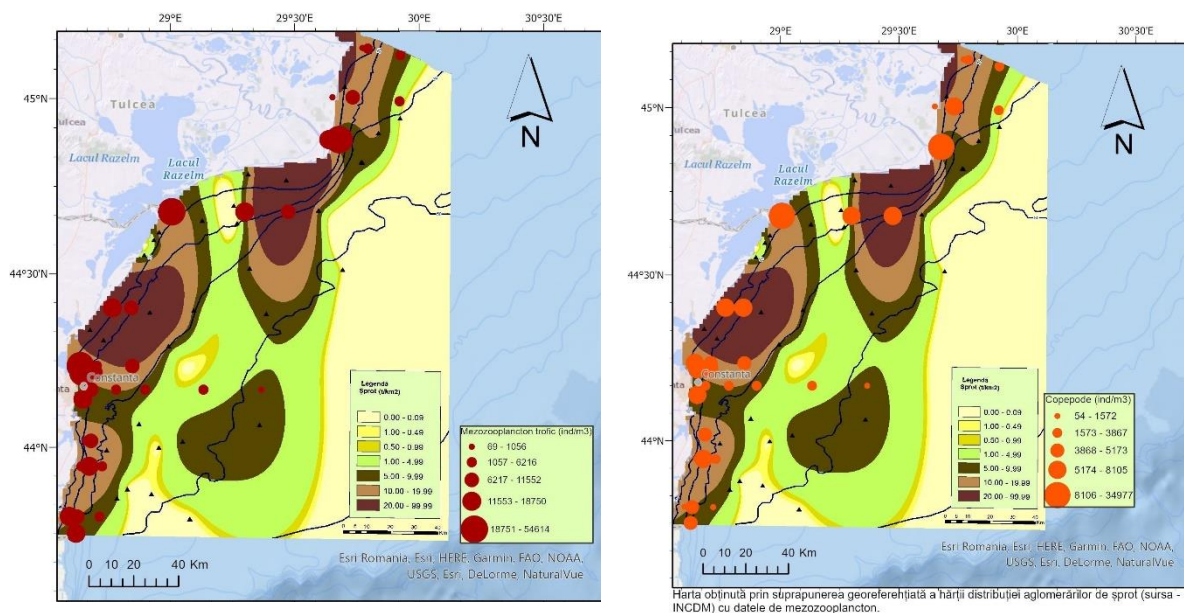 29°E
29°30'E
30°E
30°30'E
45°N
44°30'N
44°N
Tulcea
Tulcea
Lacul Razelm
Lacul
Razelm
Constanta
N
Legenda
Sprot (t/km2)
0.00 - 0.09
1.00 - 0.49
0.50 - 0.99
1.00 - 4.99
5.00 - 9.99
10.00 - 19.99
20.00 - 99.99
Mezozooplancton trofic (ind/m3)
69 - 1056
1057 - 6216
6217 - 11552
11553 - 18750
18751 - 54614
Esri Romania, Esri, HERE, Garmin, FAO, NOAA,
USGS, Esri, DeLorme, NaturalVue
0 10 20 40 Km
29°E
29°30'E
30°E
30°30'E
45°N
44°30'N
44°N
Tulcea
ulcea
Lacul Razelm
Lacul
Razelm
Constanta
N
Legenda
Sprot (t/km2)
0.00 - 0.09
1.00 - 0.49
0.00 - 0.99
1.00 - 4.99
5.00 - 9.99
10.00 - 19.99
20.00 - 99.99
Copepode (ind/m3)
54 - 1572
1573 - 3867
3868 - 5173
5174 - 8105
8106 - 34977
Esri Romania, Esri, HERE, Garmin, FAO, NOAA,
USGS, Esri, DeLorme, NaturalVue
0 10 20 40 Km
Harta obținută prin suprapunerea georeferențiată a hărții distribuției aglomerărilor de șprot (sursa -
INCDM) cu datele de mezozooplancton.